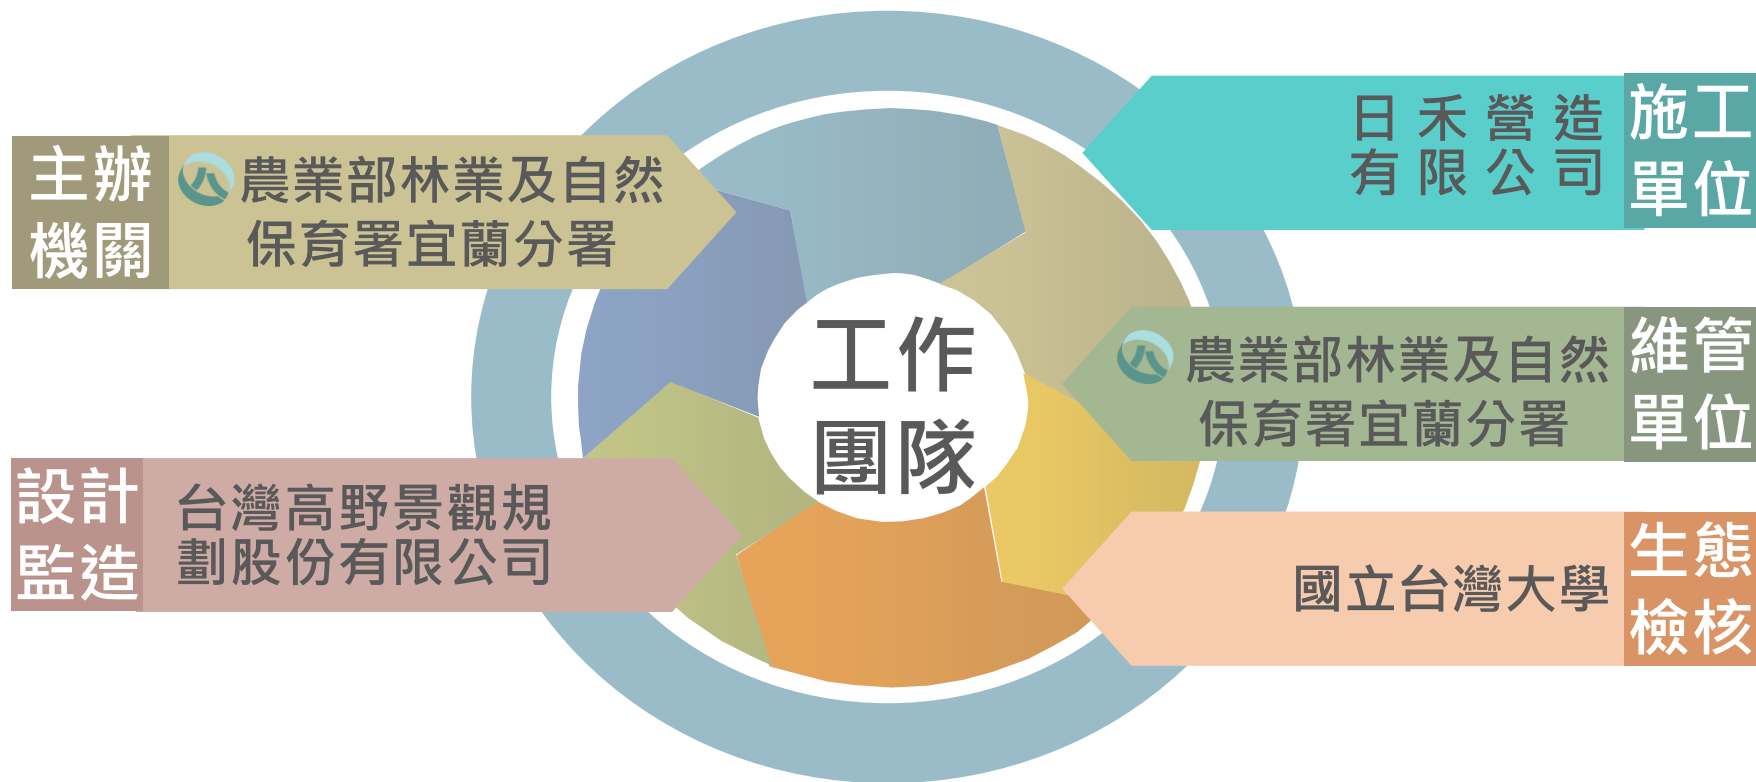 主辦
機關
農業部林業及自然
保育署宜蘭分署
設計
監造
台灣高野景觀規
劃股份有限公司
工作
團隊
日禾營造
有限公司
施工
單位
農業部林業及自然
保育署宜蘭分署
維管
單位
國立台灣大學
生態
檢核